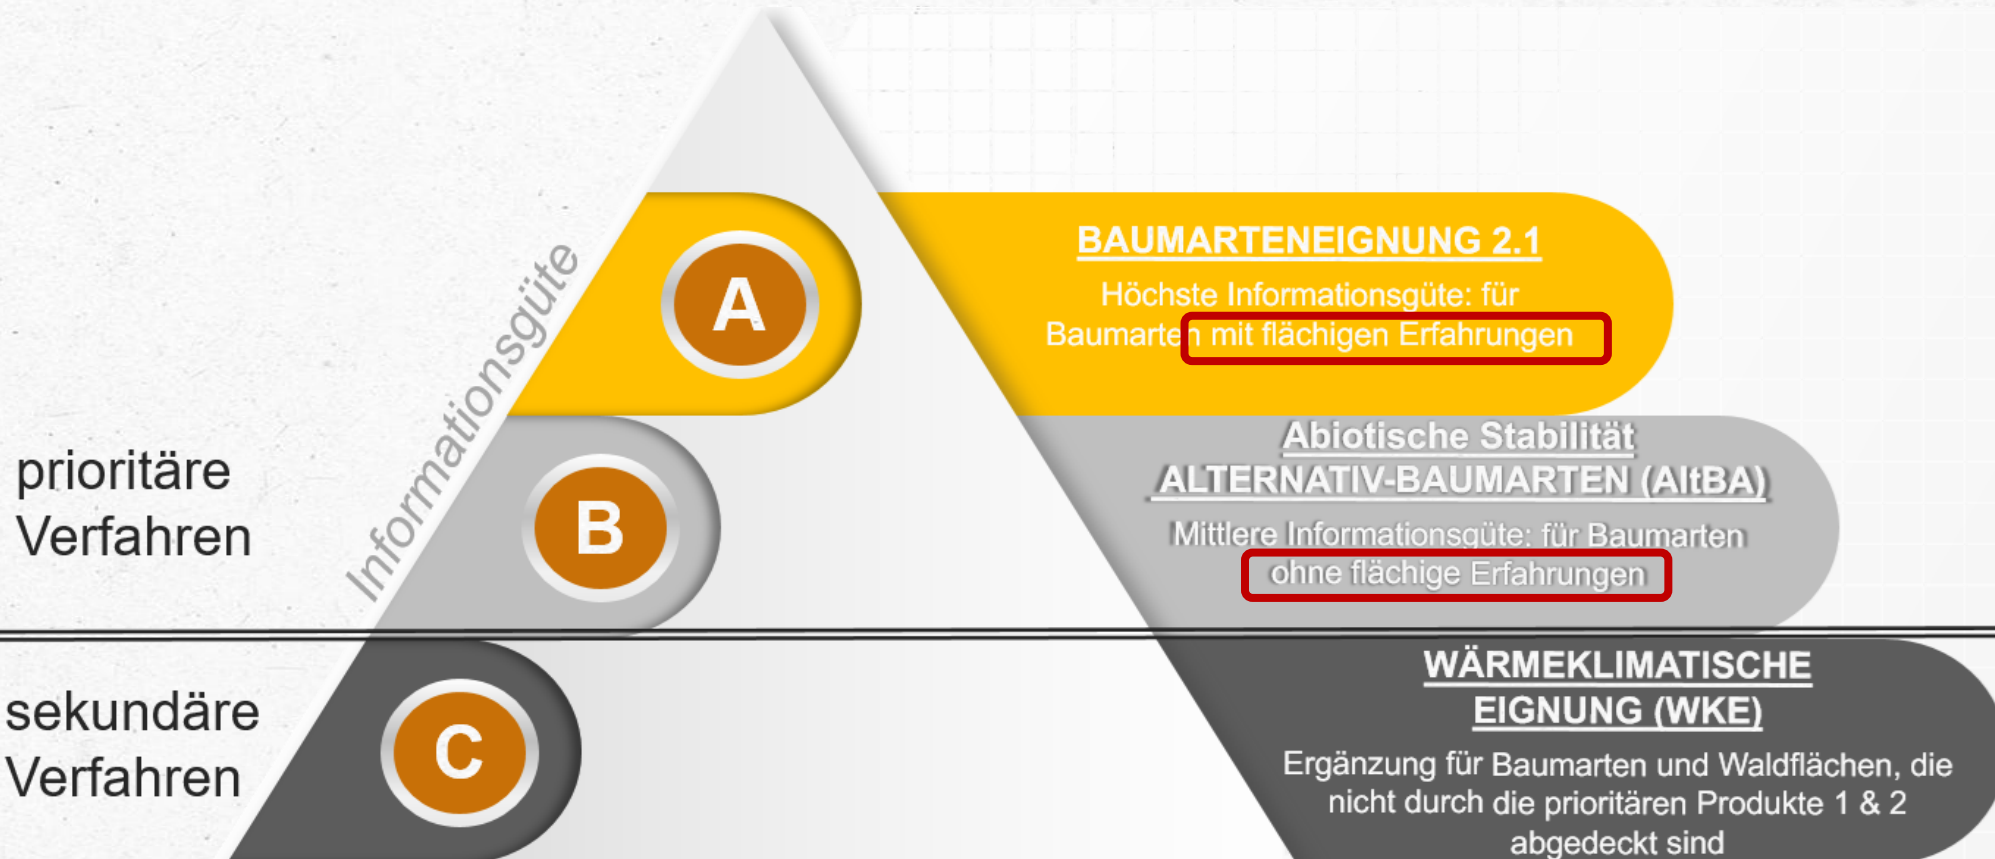 Informationsgüte
A
BAUMARTENEIGNUNG 2.1
Höchste Informationsgüte: für
Baumarten mit flächigen Erfahrungen
prioritäre
Verfahren
B
Abiotische Stabilität
ALTERNATIV-BAUMARTEN (AltBA)
Mittlere Informationsgüte: für Baumarten
ohne flächige Erfahrungen
sekundäre
Verfahren
C
WÄRMEKLIMATISCHE
EIGNUNG (WKE)
Ergänzung für Baumarten und Waldflächen, die
nicht durch die prioritären Produkte 1 & 2
abgedeckt sind